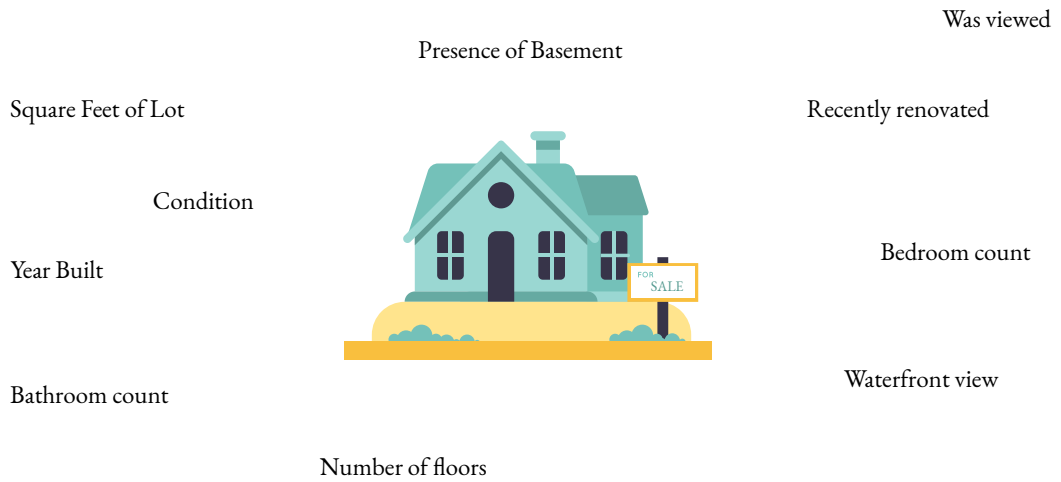 Was viewed
Presence of Basement
Square Feet of Lot
Recently renovated
Condition
Bedroom count
Year Built
FOR
SALE
Waterfront view
Bathroom count
Number of floors